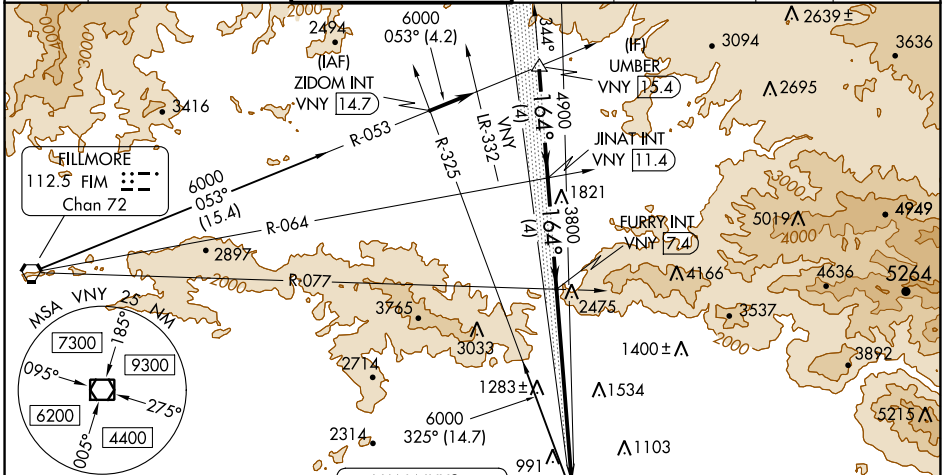 2639±
2494
6000
053° (4.2)
344°
(IF)
UMBER
VNY 15.4
3094
3636
(IAF)
ZIDOM INT
VNY 14.7
2695
3416
164°
(4)
4900
VNY
LR-332
R-053
R-325
JINAT INT
VNY 11.4
3000
FILLMORE
112.5 FIM
Chan 72
6000
053°
(15.4)
1821
R-064
164°
(4)
3800
FURRY INT
VNY 7.4
5019
4949
4000
2897
2000
R-077
4166
4636
5264
2475
MSA VNY 25 NM
3765
3033
3537
2000
185°
7300
9300
095°
275°
6200
4400
005°
1400±
3892
2714
1283±
1534
5215
6000
325° (14.7)
2314
991
1103